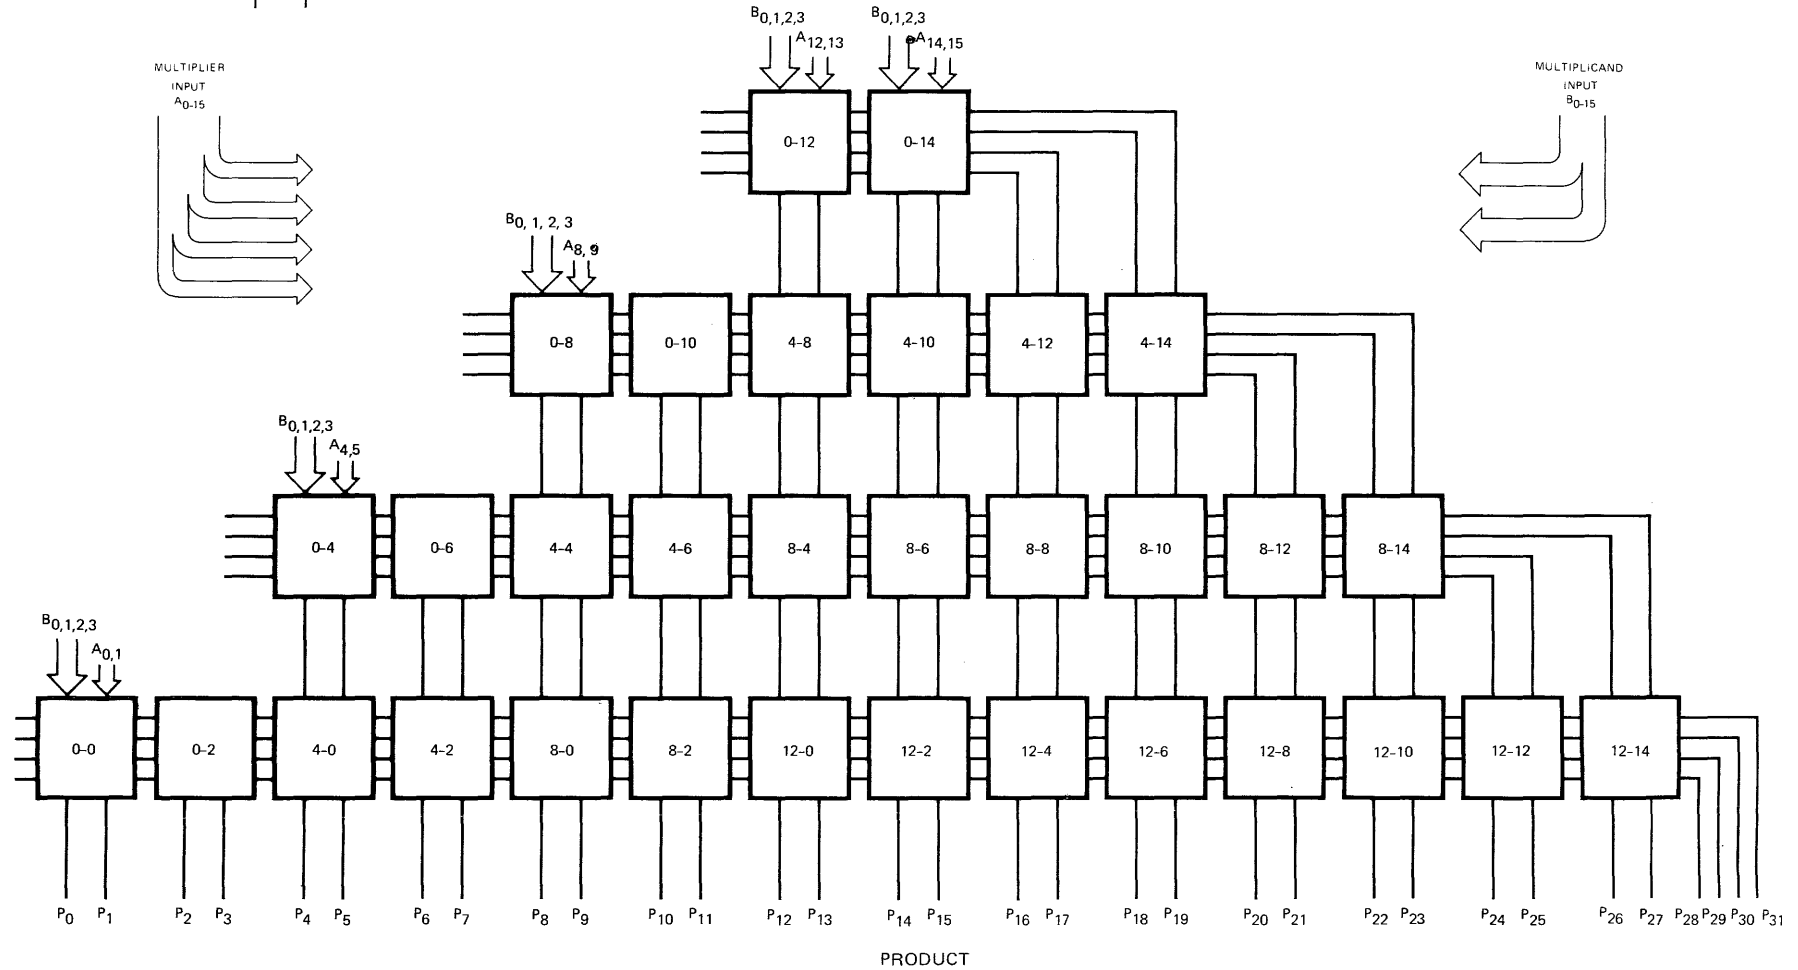 B0,1,2,3 B0,1,2,3
A12,13 A14,15
MULTIPLIER
INPUT
A0-15
MULTIPLICAND
INPUT
B0-15
0-12 0-14
B0, 1, 2, 3
A8, 9
0-8 0-10 4-8 4-10 4-12 4-14
B0,1,2,3
A4,5
0-4 0-6 4-4 4-6 8-4 8-6 8-8 8-10 8-12 8-14
B0,1,2,3
A0,1
0-0 0-2 4-0 4-2 8-0 8-2 12-0 12-2 12-4 12-6 12-8 12-10 12-12 12-14
P0 P1 P2 P3 P4 P5 P6 P7 P8 P9 P10 P11 P12 P13 P14 P15 P16 P17 P18 P19 P20 P21 P22 P23 P24 P25 P26 P27 P28 P29 P30 P31
PRODUCT